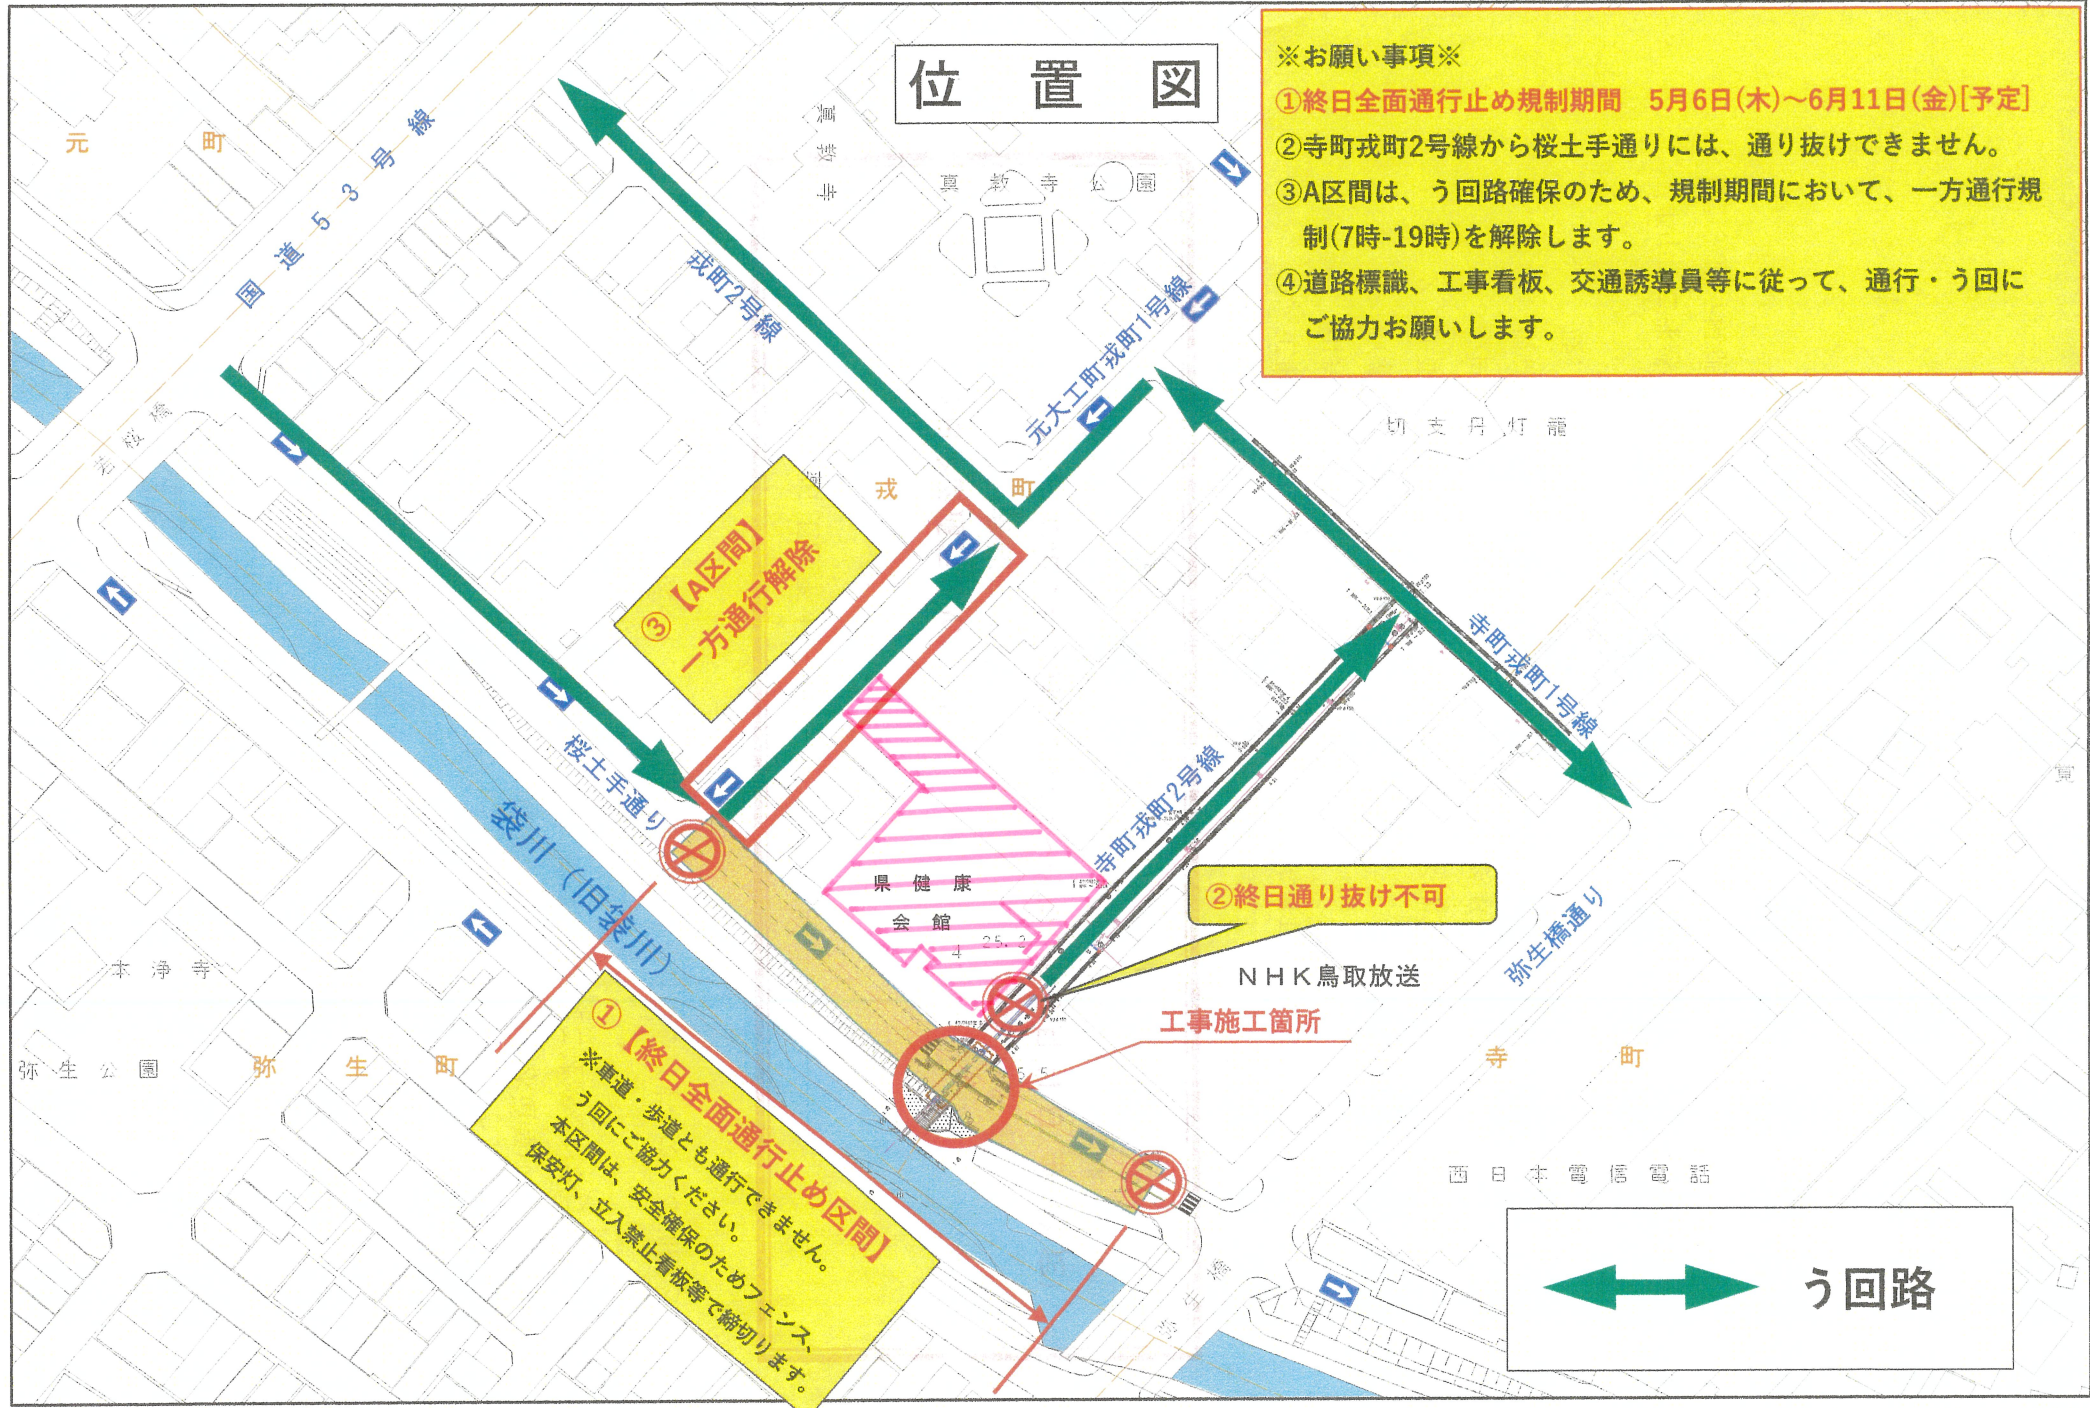 位置図
※お願い事項※
①終日全面通行止め規制期間　5月6日(木)～6月11日(金)[予定]
②寺町戎町2号線から桜土手通りには、通り抜けできません。
③A区間は、う回路確保のため、規制期間において、一方通行規
制(7時-19時)を解除します。
④道路標識、工事看板、交通誘導員等に従って、通行・う回に
ご協力お願いします。
元町
国道53号線
真教寺
真教寺公園
戎町2号線
元大工町戎町1号線
切支丹灯籠
若桜橋
戎町
③【A区間】
一方通行解除
寺町戎町1号線
桜土手通り
寺町戎町2号線
袋川（旧袋川）
県健康
会館
4
25.2
②終日通り抜け不可
NHK鳥取放送
弥生橋通り
工事施工箇所
本浄寺
弥生公園
弥生町
寺町
①【終日全面通行止め区間】
※車道・歩道とも通行できません。
う回にご協力ください。
本区間は、安全確保のためフェンス、
保安灯、立入禁止看板等で締切ります。
西日本電信電話
弥生橋
う回路